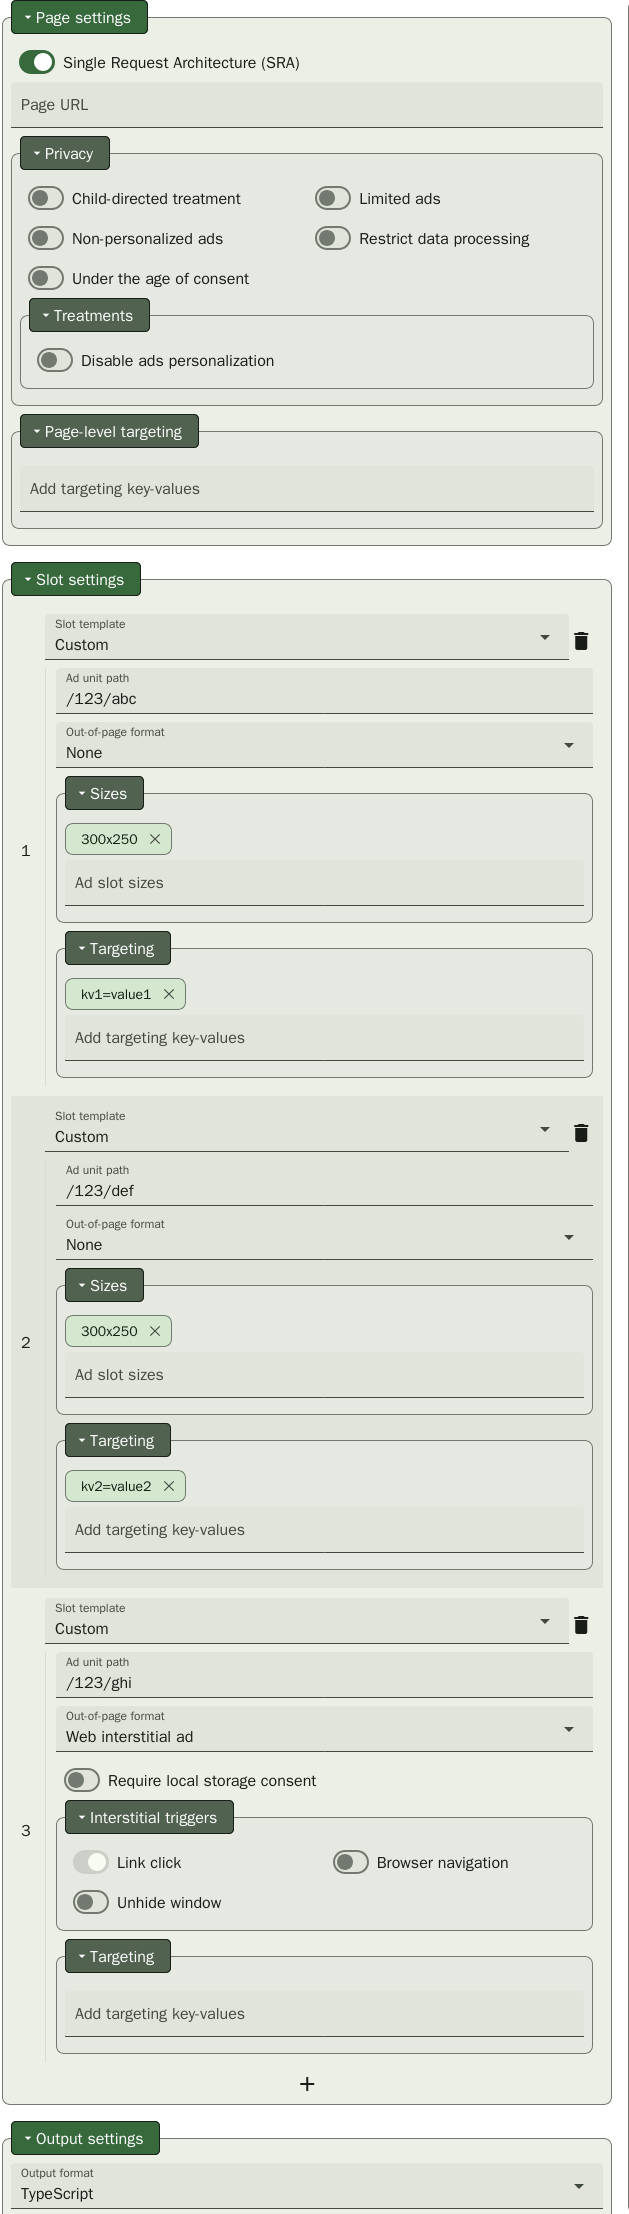 Page settings
Single Request Architecture (SRA)
Page URL
Privacy
Child-directed treatment
Limited ads
Non-personalized ads
Restrict data processing
Under the age of consent
Treatments
Disable ads personalization
Page-level targeting
Add targeting key-values
Slot settings
Slot template
Custom
Ad unit path
/123/abc
Out-of-page format
None
Sizes
300x250
1
Ad slot sizes
Targeting
kv1=value1
Add targeting key-values
Slot template
Custom
Ad unit path
/123/def
Out-of-page format
None
Sizes
300x250
2
Ad slot sizes
Targeting
kv2=value2
Add targeting key-values
Slot template
Custom
Ad unit path
/123/ghi
Out-of-page format
Web interstitial ad
Require local storage consent
Interstitial triggers
3
Link click
Browser navigation
Unhide window
Targeting
Add targeting key-values
Output settings
Output format
TypeScript